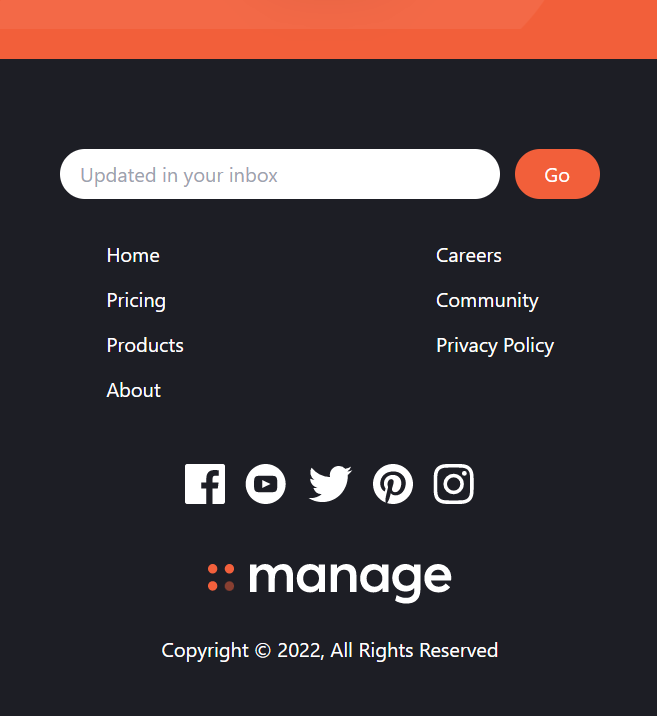 Updated in your inbox
Go
Home
Pricing
Products
About
Careers
Community
Privacy Policy
manage
Copyright © 2022, All Rights Reserved